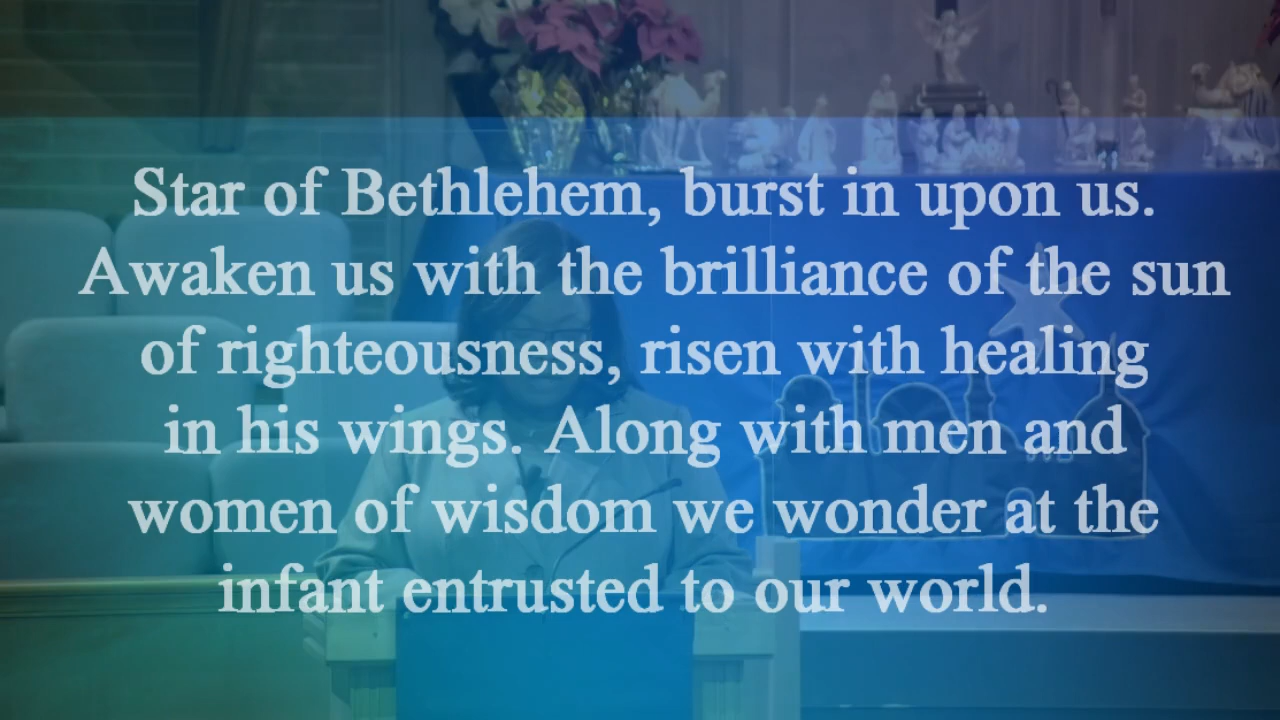 Star of Bethlehem, burst in upon us.
Awaken us with the brilliance of the sun
of righteousness, risen with healing
in his wings. Along with men and
women of wisdom we wonder at the
infant entrusted to our world.